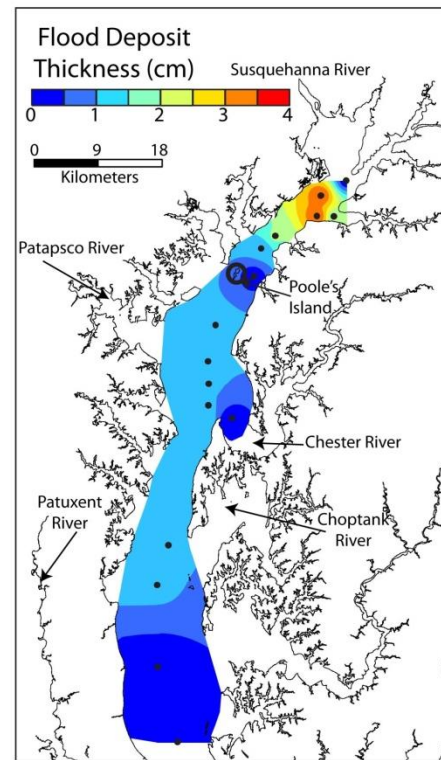 Flood Deposit
Thickness (cm)
Susquehanna River
0 1 2 3 4
0 9 18
Kilometers
Patapsco River
Poole's
Island
Chester River
Patuxent
River
Choptank
River